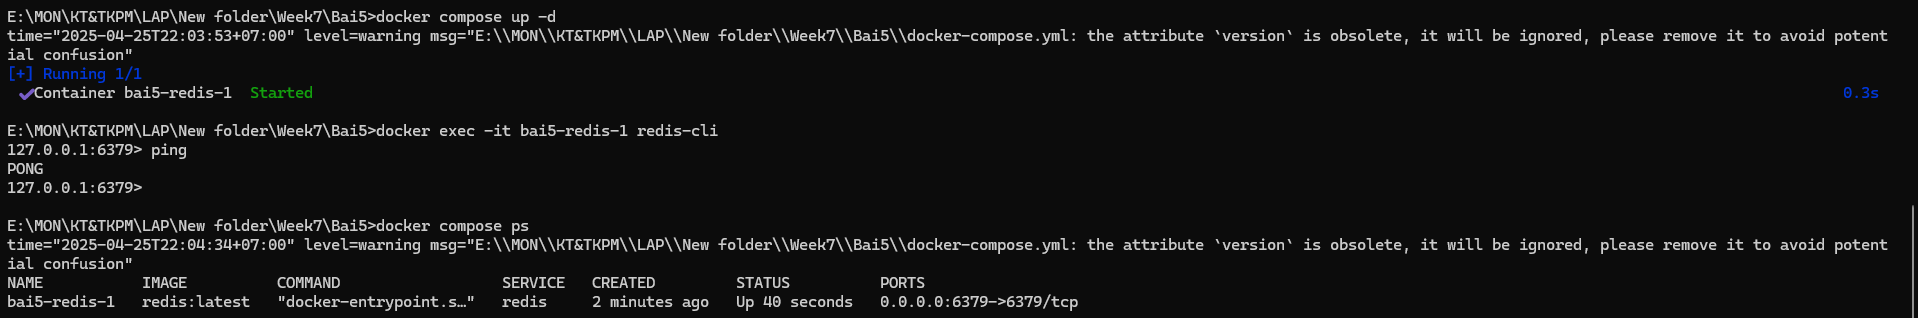 E:\MON\KT&TKPM\LAP\New folder\Week7\Bai5>docker compose up -d
time="2025-04-25T22:03:53+07:00" level=warning msg="E:\\MON\\KT&TKPM\\LAP\\New folder\\Week7\\Bai5\\docker-compose.yml: the attribute `version` is obsolete, it will be ignored, please remove it to avoid potent
ial confusion"
[+] Running 1/1
✔Container bai5-redis-1  Started 0.3s
E:\MON\KT&TKPM\LAP\New folder\Week7\Bai5>docker exec -it bai5-redis-1 redis-cli
127.0.0.1:6379> ping
PONG
127.0.0.1:6379>
E:\MON\KT&TKPM\LAP\New folder\Week7\Bai5>docker compose ps
time="2025-04-25T22:04:34+07:00" level=warning msg="E:\\MON\\KT&TKPM\\LAP\\New folder\\Week7\\Bai5\\docker-compose.yml: the attribute `version` is obsolete, it will be ignored, please remove it to avoid potent
ial confusion"
NAME           IMAGE          COMMAND                  SERVICE   CREATED         STATUS          PORTS
bai5-redis-1   redis:latest   "docker-entrypoint.s…"   redis     2 minutes ago   Up 40 seconds   0.0.0.0:6379->6379/tcp